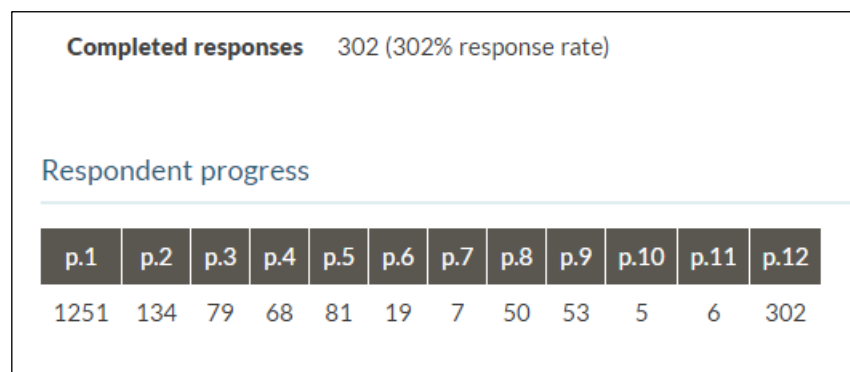 Completed responses 302 (302% response rate)
Respondent progress
p.1 p.2 p.3 p.4 p.5 p.6 p.7 p.8 p.9 p.10 p.11 p.12
1251 134 79 68 81 19 7 50 53 5 6 302